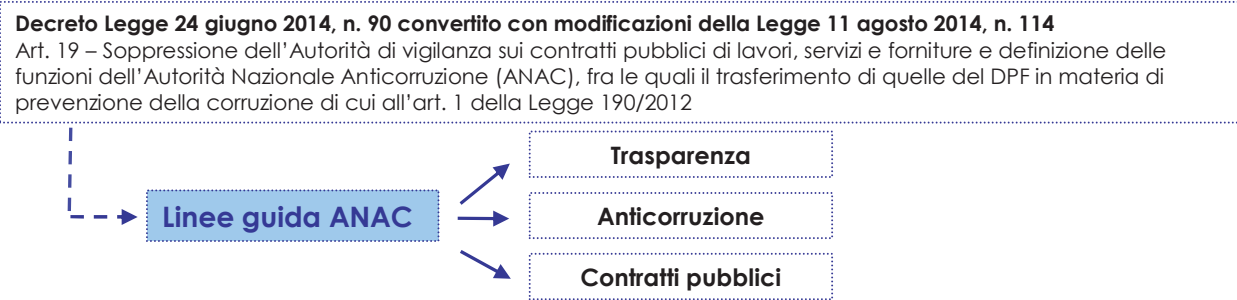 Decreto Legge 24 giugno 2014, n. 90 convertito con modificazioni della Legge 11 agosto 2014, n. 114
Art. 19 – Soppressione dell’Autorità di vigilanza sui contratti pubblici di lavori, servizi e forniture e definizione delle
funzioni dell’Autorità Nazionale Anticorruzione (ANAC), fra le quali il trasferimento di quelle del DPF in materia di
prevenzione della corruzione di cui all’art. 1 della Legge 190/2012
Trasparenza
Linee guida ANAC
Anticorruzione
Contratti pubblici